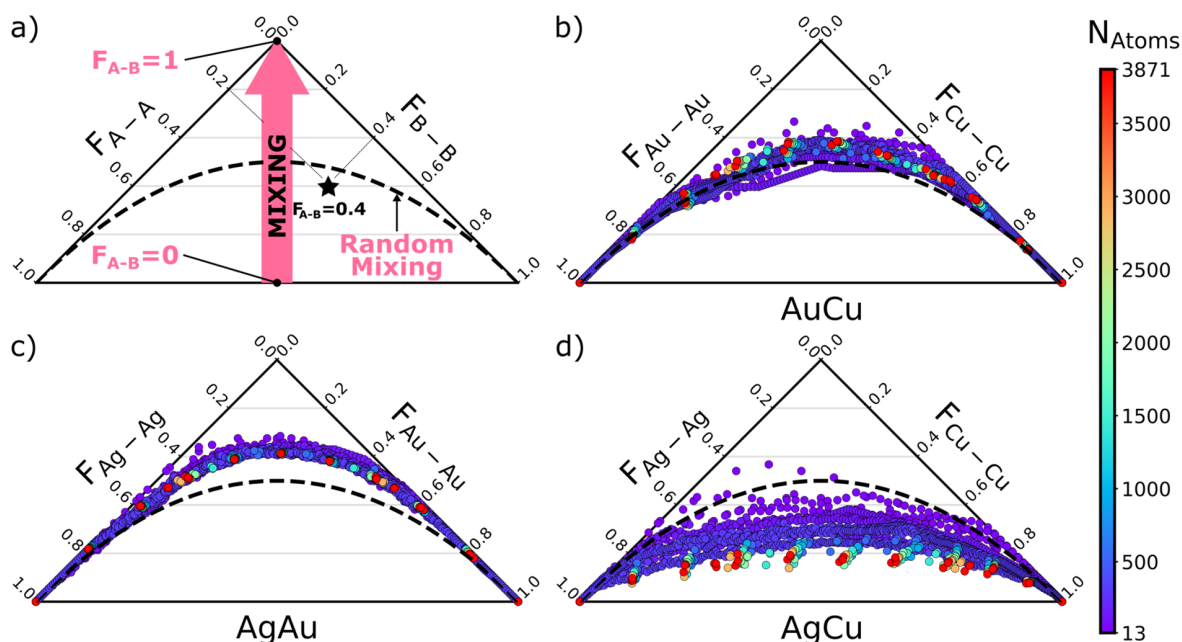 a)
0.0
0.0
0.2
0.2
0.4
0.4
0.6
0.6
0.8
0.8
1.0
1.0
F_A-A
F_B-B
F_A-B=1
MIXING
F_A-B=0.4
F_A-B=0
Random
Mixing
b)
0.0
0.0
0.2
0.2
0.4
0.4
0.6
0.6
0.8
0.8
1.0
1.0
F_Au-Au
F_Cu-Cu
AuCu
c)
0.0
0.0
0.2
0.2
0.4
0.4
0.6
0.6
0.8
0.8
1.0
1.0
F_Ag-Ag
F_Au-Au
AgAu
d)
0.0
0.0
0.2
0.2
0.4
0.4
0.6
0.6
0.8
0.8
1.0
1.0
F_Ag-Ag
F_Cu-Cu
AgCu
N_Atoms
3871
3500
3000
2500
2000
1500
1000
500
13